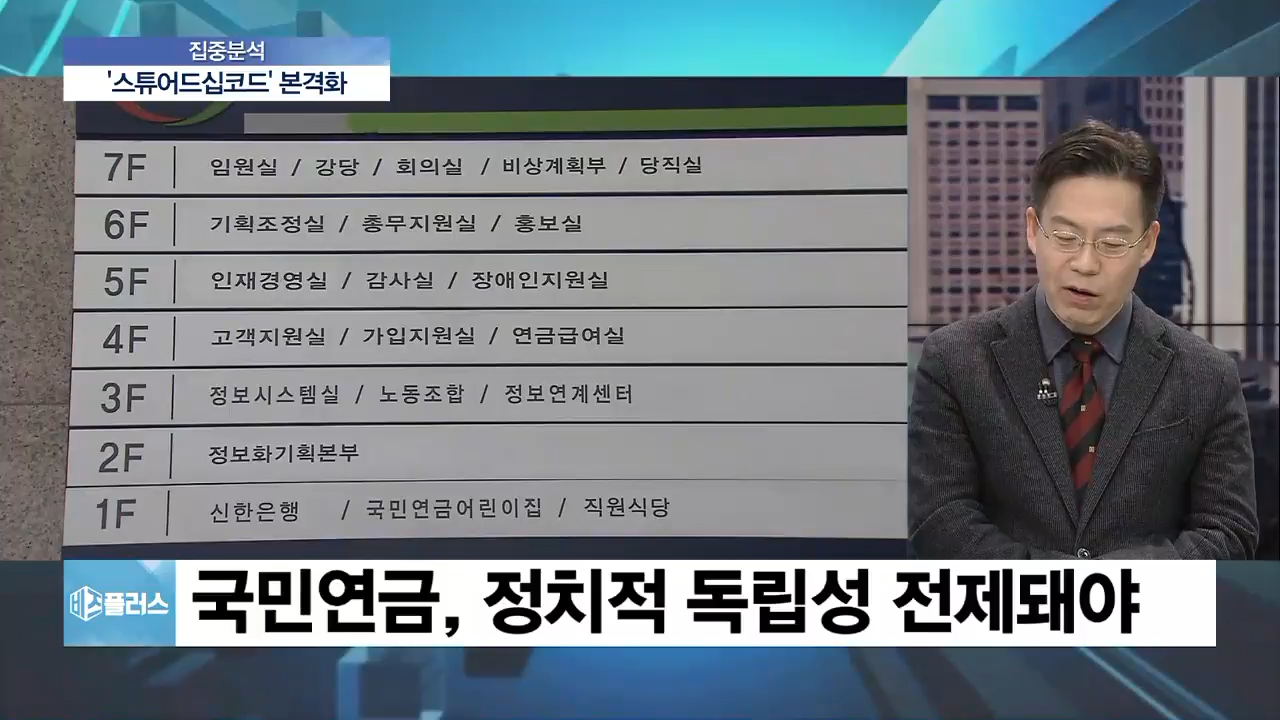 집중분석
'스튜어드십코드' 본격화
7F 임원실 / 강당 / 회의실 / 비상계획부 / 당직실
6F 기획조정실 / 총무지원실 / 홍보실
5F 인재경영실 / 감사실 / 장애인지원실
4F 고객지원실 / 가입지원실 / 연금급여실
3F 정보시스템실 / 노동조합 / 정보연계센터
2F 정보화기획본부
1F 신한은행 / 국민연금어린이집 / 직원식당
비즈플러스
국민연금, 정치적 독립성 전제돼야